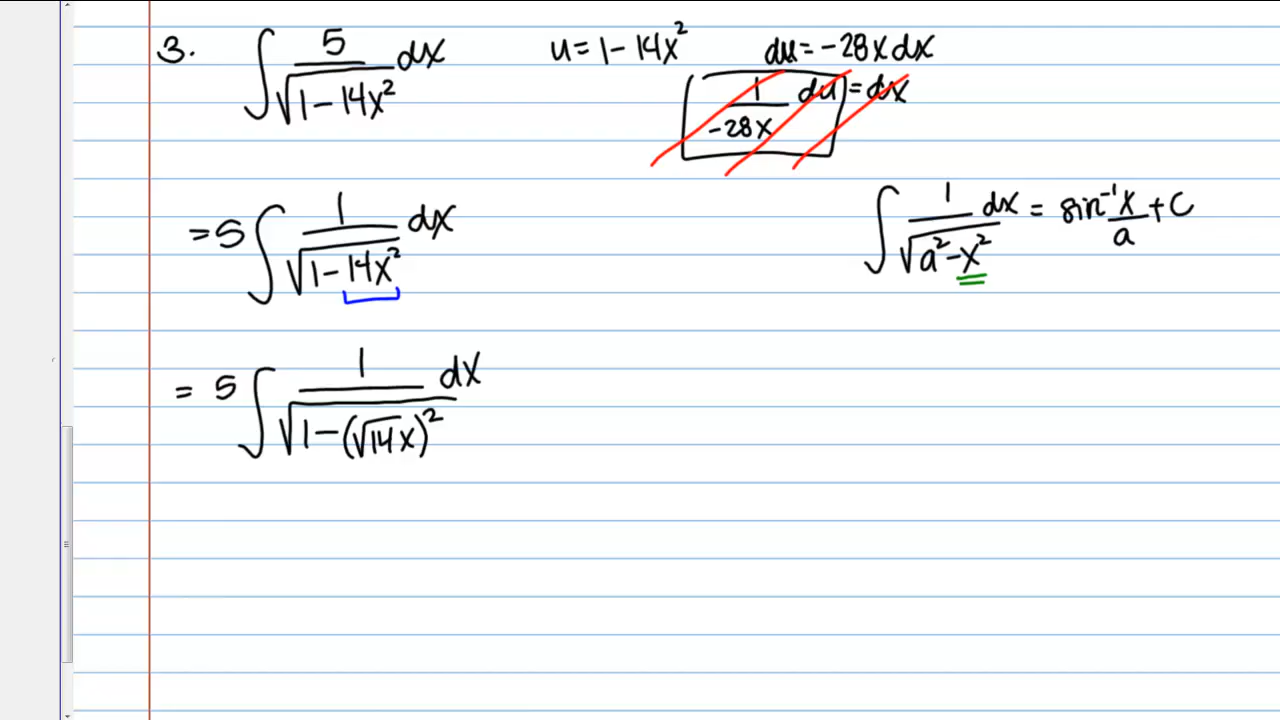 3. ∫ 5/√(1-14x²) dx    u = 1-14x²    du = -28x dx
1/(-28x) du = dx
= 5 ∫ 1/√(1-14x²) dx    ∫ 1/√(a²-x²) dx = sin⁻¹ x/a + C
= 5 ∫ 1/√(1-(√14x)²) dx